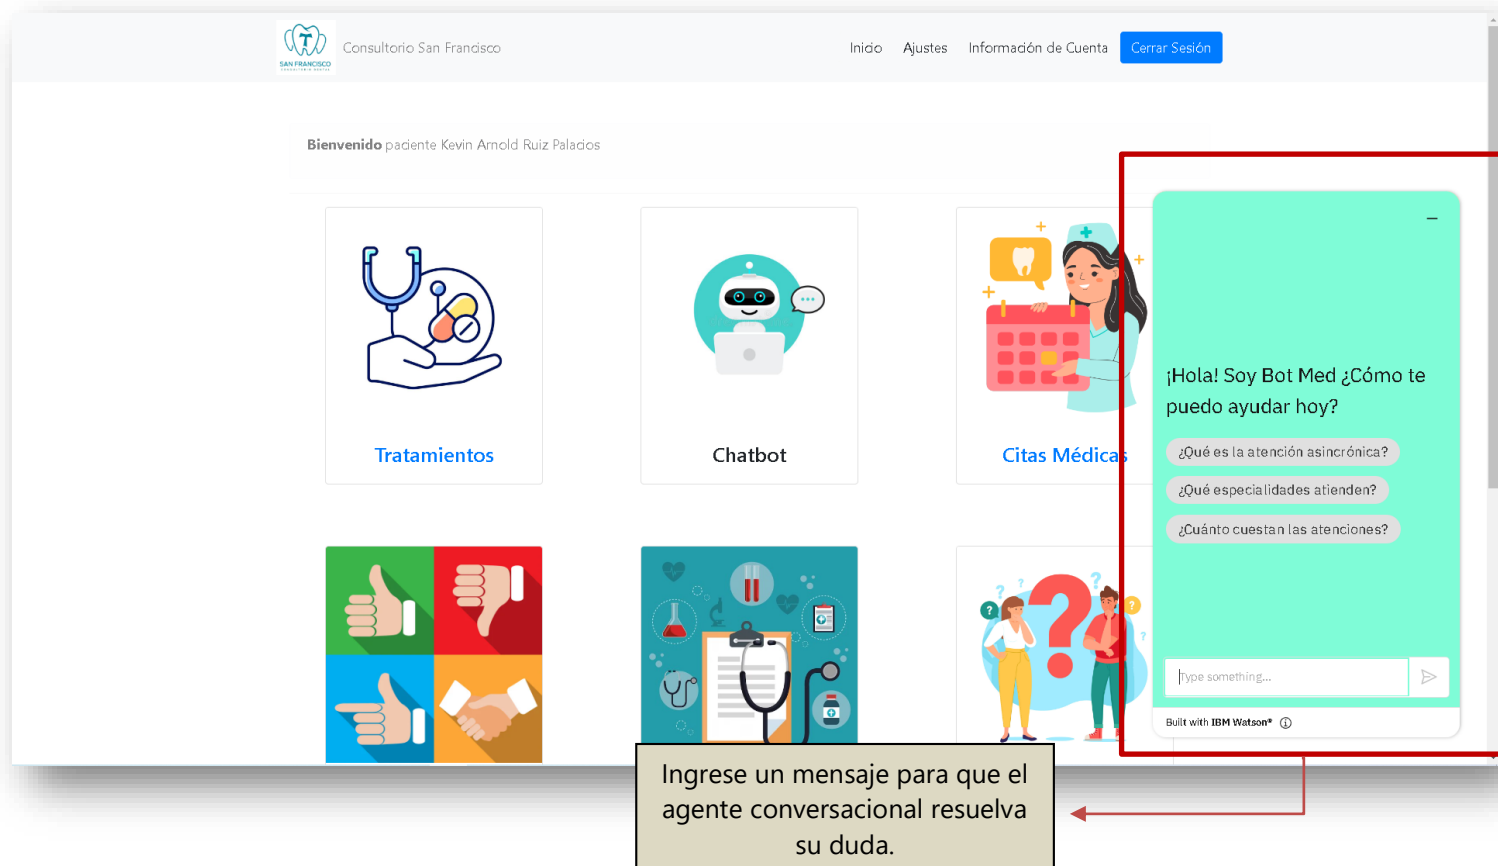 SAN FRANCISCO
Consultorio San Francisco
Inicio Ajustes Información de Cuenta Cerrar Sesión
Bienvenido paciente Kevin Arnold Ruiz Palacios
Tratamientos
Chatbot
Citas Médicas
¡Hola! Soy Bot Med ¿Cómo te
puedo ayudar hoy?
¿Qué es la atención asincrónica?
¿Qué especialidades atienden?
¿Cuánto cuestan las atenciones?
Type something...
Built with IBM Watson®
Ingrese un mensaje para que el
agente conversacional resuelva
su duda.